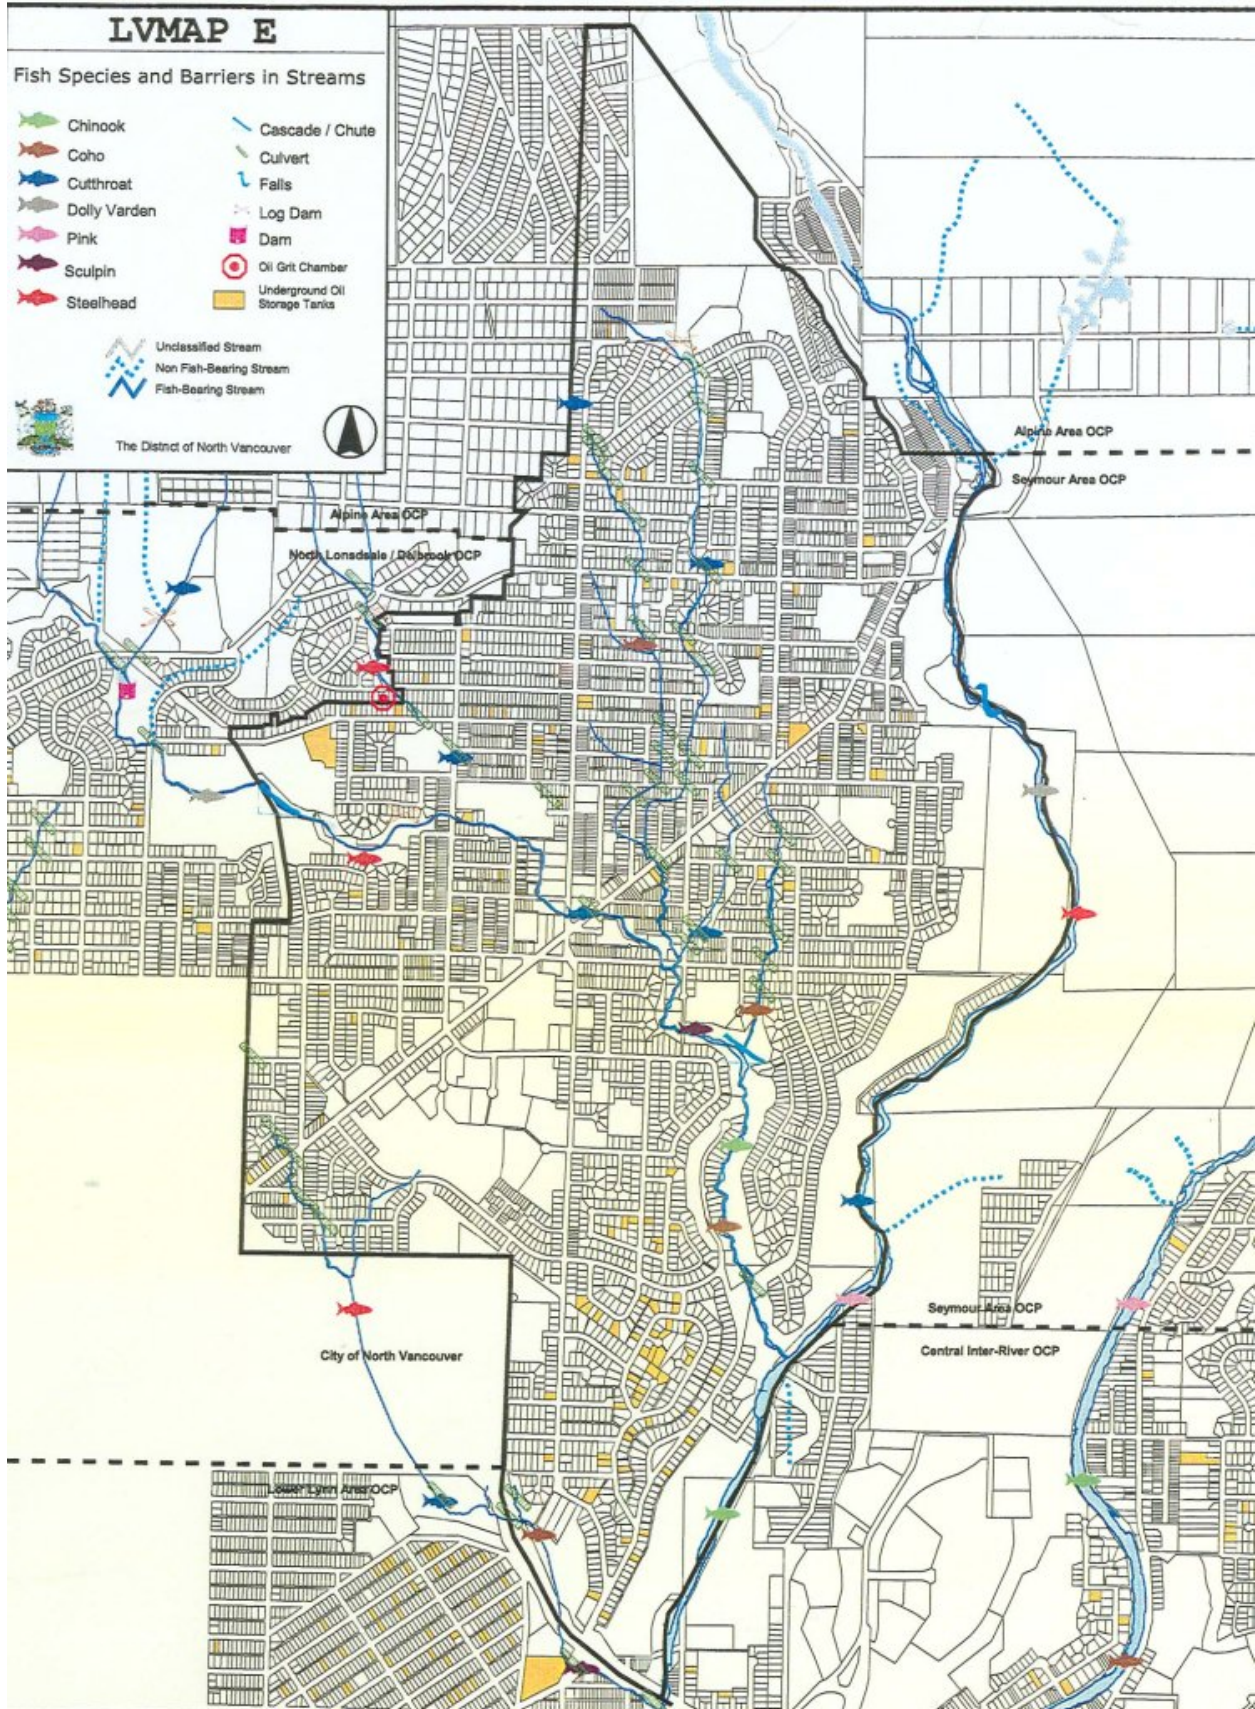 LVMAP E
Fish Species and Barriers in Streams
Chinook
Coho
Cutthroat
Dolly Varden
Pink
Sculpin
Steelhead
Cascade / Chute
Culvert
Falls
Log Dam
Dam
Oil Grit Chamber
Underground Oil
Storage Tanks
Unclassified Stream
Non Fish-Bearing Stream
Fish-Bearing Stream
The District of North Vancouver
Alpine Area OCP
Seymour Area OCP
Alpine Area OCP
North Lonsdale / Delbrook OCP
Seymour Area OCP
Central Inter-River OCP
City of North Vancouver
Lower Lynn Area OCP